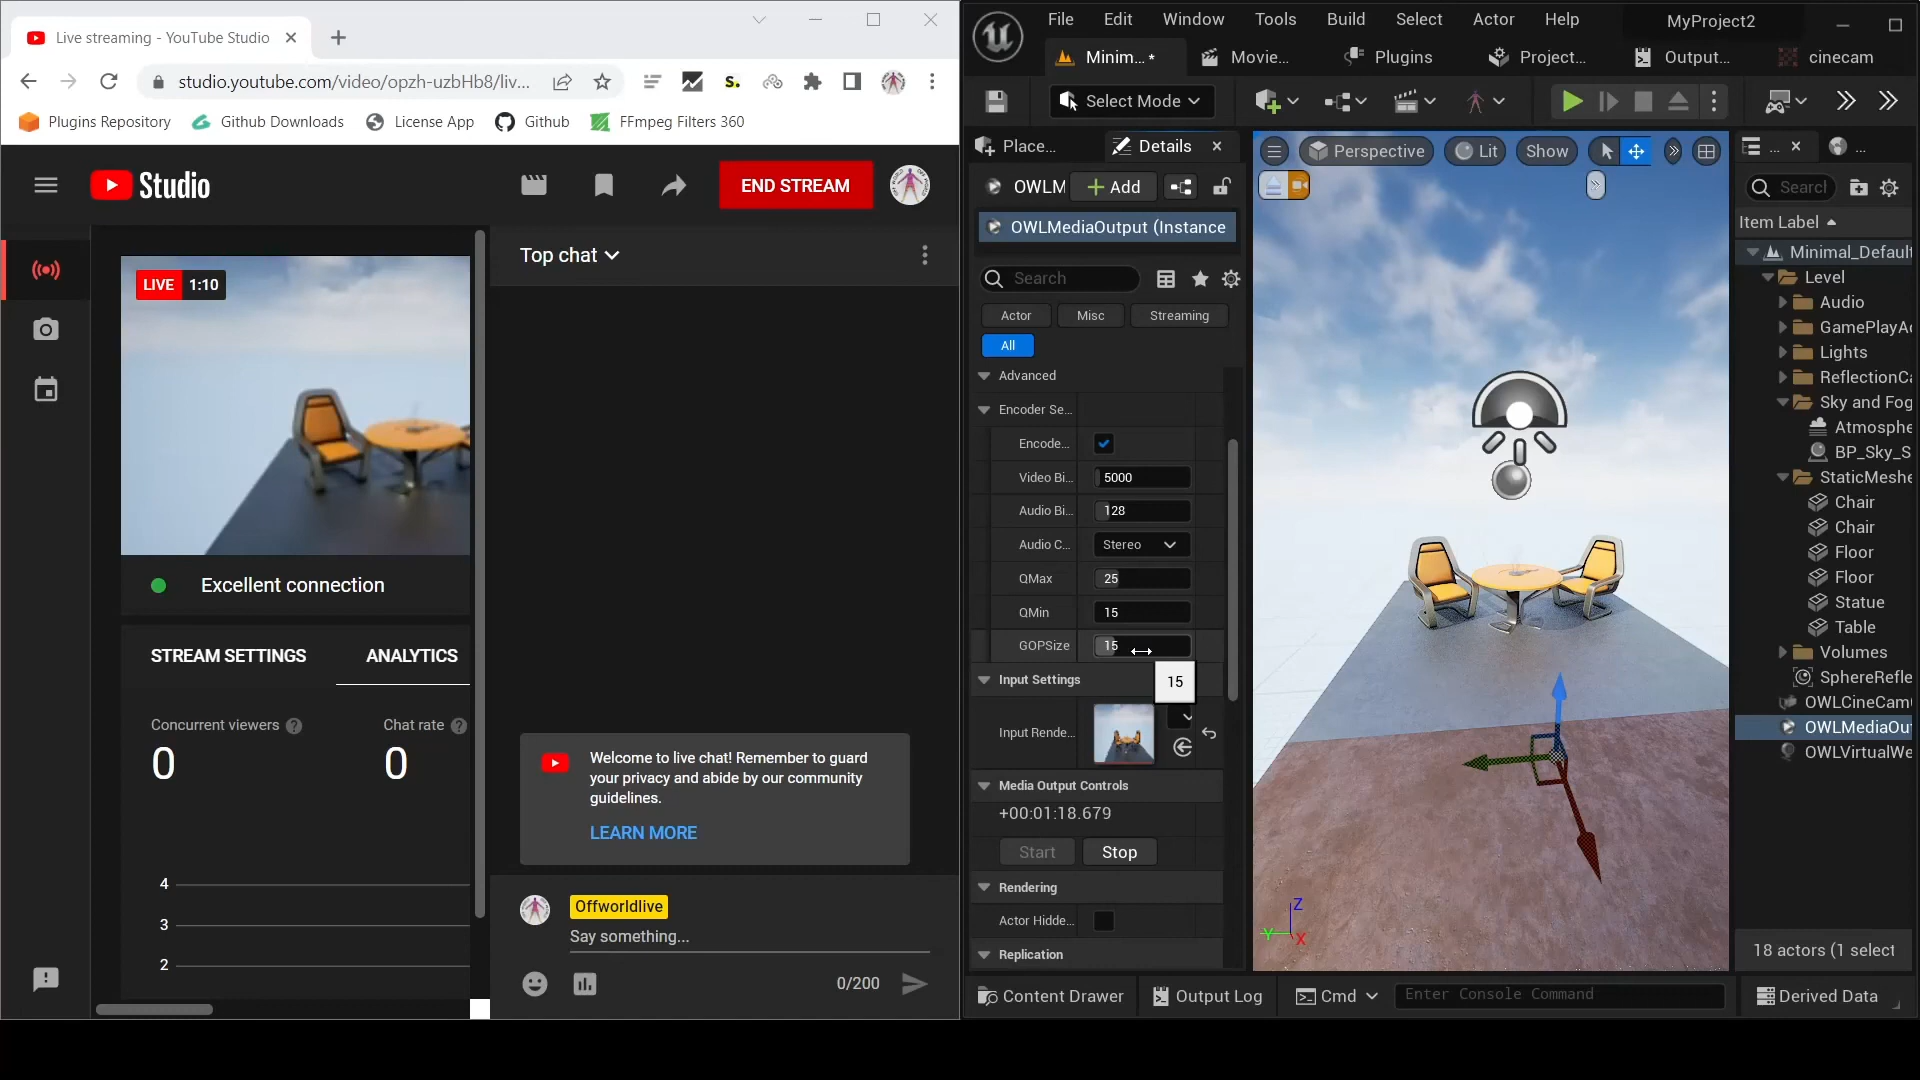 Live streaming - YouTube Studio
studio.youtube.com/video/opzh-uzbHb8/liv...
Plugins Repository
Github Downloads
License App
Github
FFmpeg Filters 360
Studio
END STREAM
LIVE 1:10
Excellent connection
STREAM SETTINGS
ANALYTICS
Concurrent viewers
Chat rate
0
0
4
3
2
Top chat
Welcome to live chat! Remember to guard
your privacy and abide by our community
guidelines.
LEARN MORE
Offworldlive
Say something...
0/200
File
Edit
Window
Tools
Build
Select
Actor
Help
MyProject2
Minim...•
Movie...
Plugins
Project...
Output...
cinecam
Select Mode
Place...
Details
OWLM
Add
OWLMediaOutput (Instance
Search
Actor
Misc
Streaming
All
Advanced
Encoder Se...
Encode...
Video Bi... 5000
Audio Bi... 128
Audio C... Stereo
QMax 25
QMin 15
GOPSize 15
15
Input Settings
Input Rende...
Media Output Controls
+00:01:18.679
Start
Stop
Rendering
Actor Hidde...
Replication
Perspective
Lit
Show
Z
Y
X
...
...
Search
Item Label
Minimal_Default
Level
Audio
GamePlayAc
Lights
ReflectionCa
Sky and Fog
Atmosphe
BP_Sky_S
StaticMeshe
Chair
Chair
Floor
Floor
Statue
Table
Volumes
SphereRefle
OWLCineCam
OWLMediaOut
OWLVirtualWe
18 actors (1 select
Content Drawer
Output Log
Cmd
Enter Console Command
Derived Data